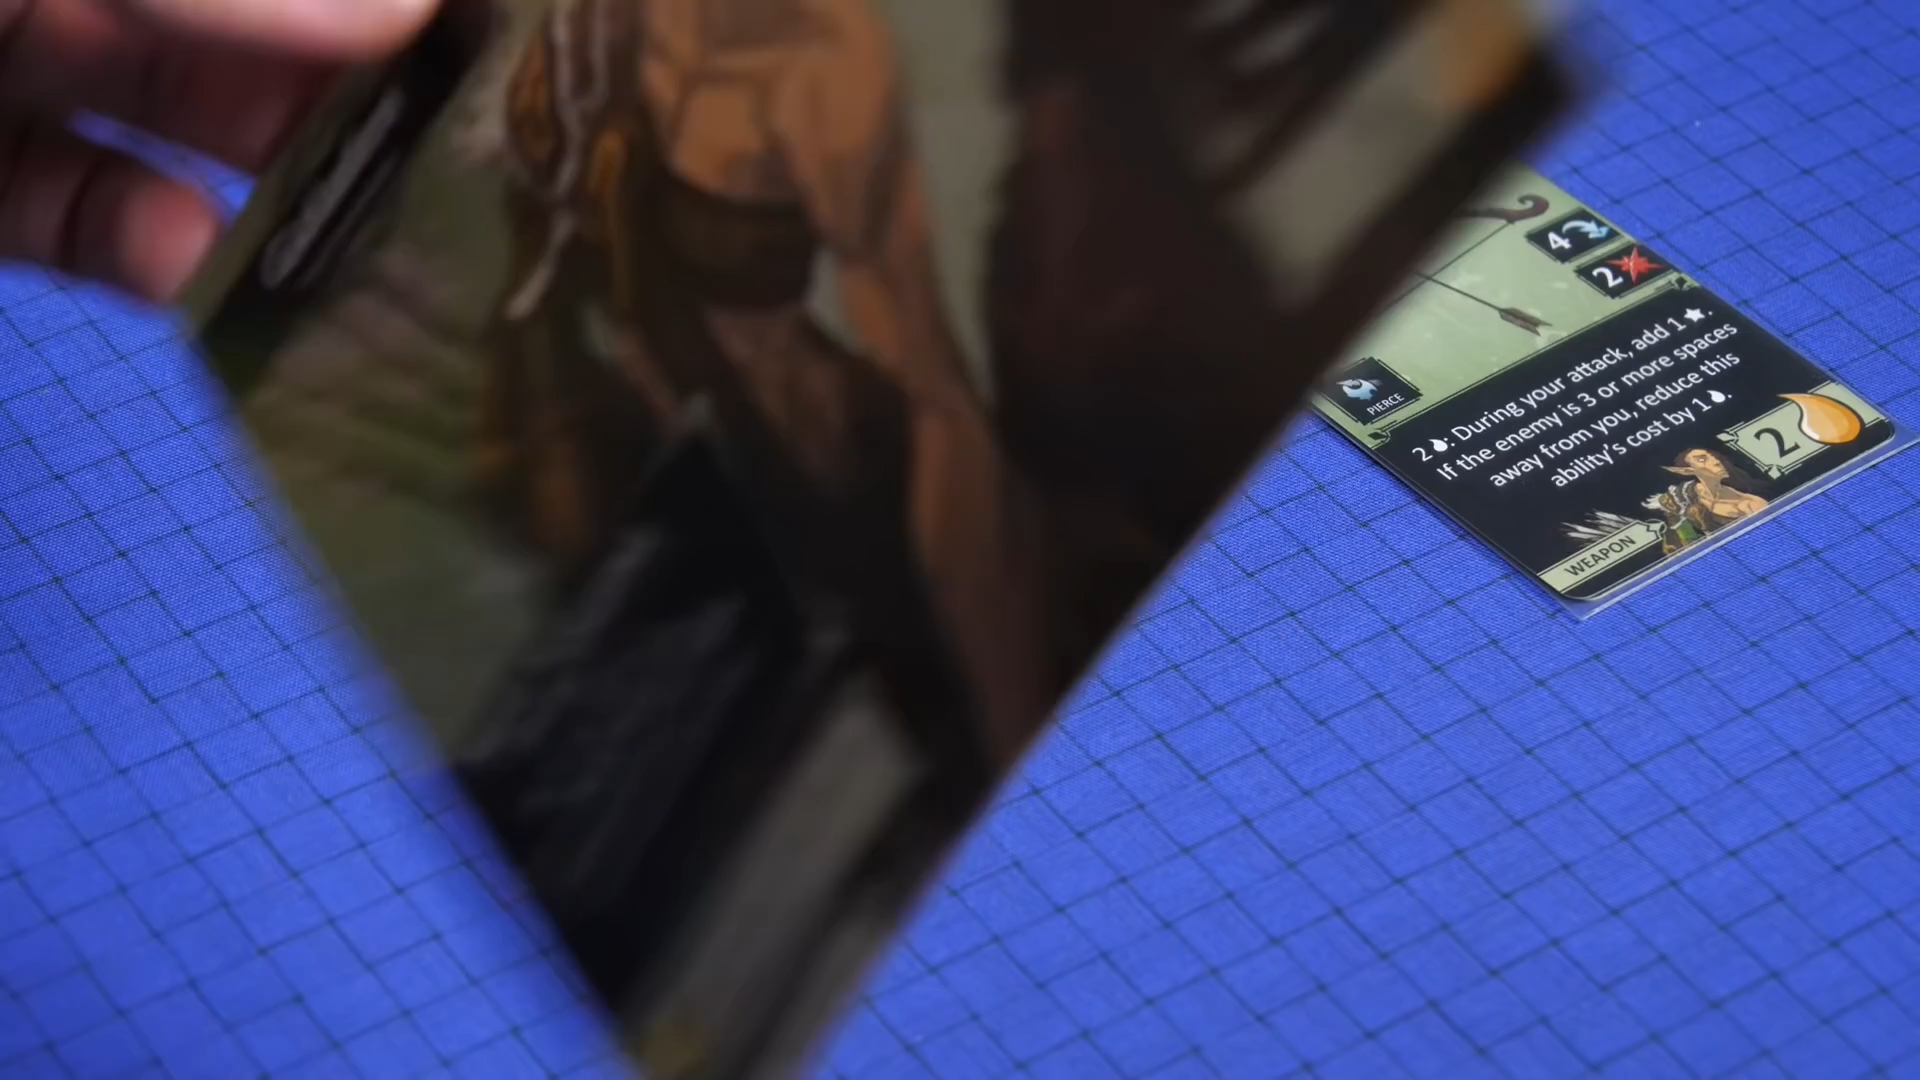 4
2
PIERCE
2 : During your attack, add 1 .
If the enemy is 3 or more spaces
away from you, reduce this
ability's cost by 1 .
2
WEAPON